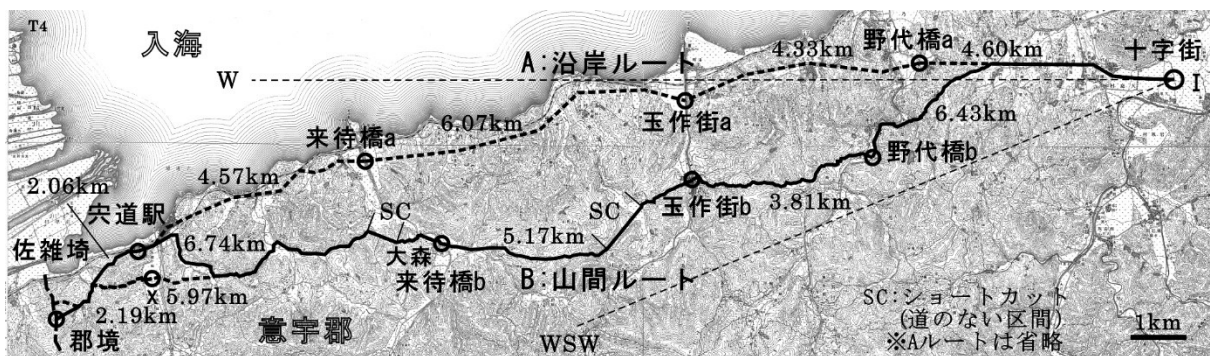 T4
入海
W
A:沿岸ルート
4.33km
野代橋a
4.60km
十字街
I
来待橋a
6.07km
玉作街a
6.43km
野代橋b
2.06km
宍道駅
4.57km
SC
SC
玉作街b
3.81km
佐雑埼
6.74km
大森
来待橋b
5.17km
B:山間ルート
x
5.97km
2.19km
郡境
意宇郡
WSW
SC:ショートカット
(道のない区間)
※Aルートは省略
1km